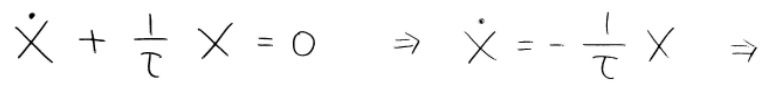 Ẋ + 1/τ X = 0 ⇒ Ẋ = - 1/τ X ⇒